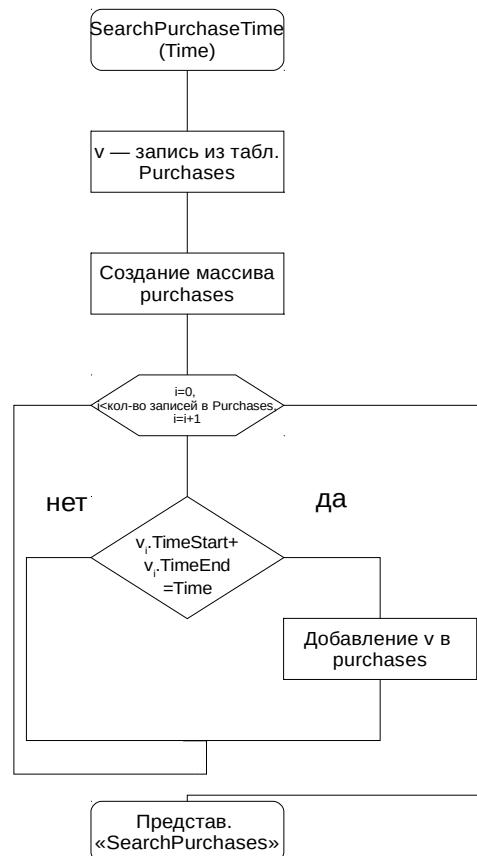 SearchPurchaseTime
(Time)
v — запись из табл.
Purchases
Создание массива
purchases
i=0,
i<кол-во записей в Purchases,
i=i+1
нет
да
vi.TimeStart+
vi.TimeEnd
=Time
Добавление v в
purchases
Представ.
«SearchPurchases»